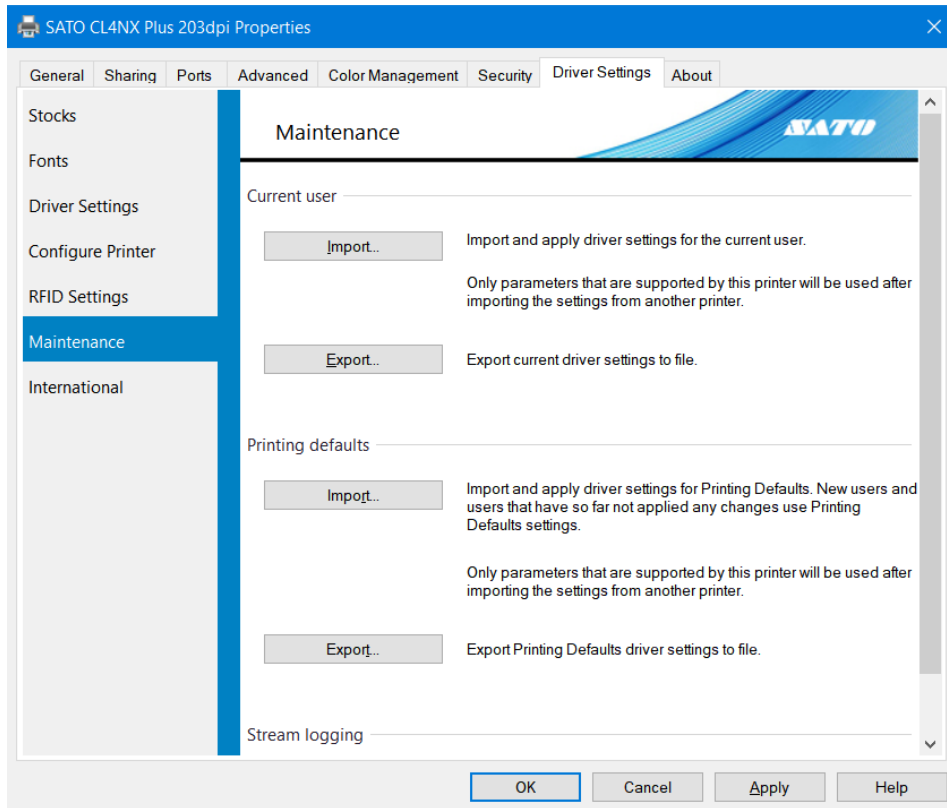 SATO CL4NX Plus 203dpi Properties
General Sharing Ports Advanced Color Management Security Driver Settings About
Stocks
Fonts
Driver Settings
Configure Printer
RFID Settings
Maintenance
International
Maintenance
SATO
Current user
Import...
Import and apply driver settings for the current user.
Only parameters that are supported by this printer will be used after
importing the settings from another printer.
Export...
Export current driver settings to file.
Printing defaults
Import...
Import and apply driver settings for Printing Defaults. New users and
users that have so far not applied any changes use Printing
Defaults settings.
Only parameters that are supported by this printer will be used after
importing the settings from another printer.
Export...
Export Printing Defaults driver settings to file.
Stream logging
OK Cancel Apply Help